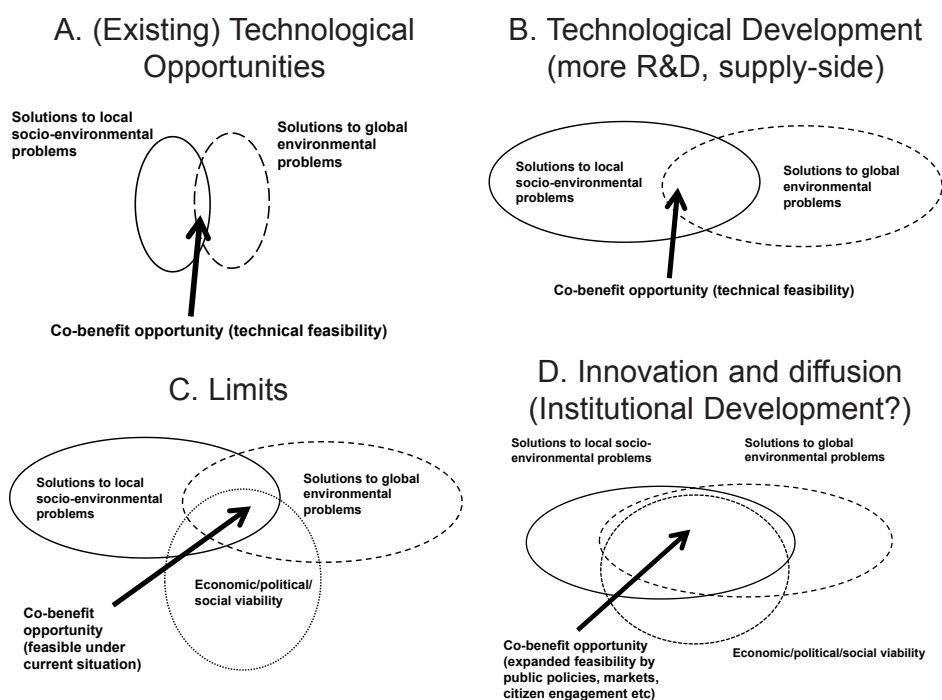 A. (Existing) Technological
Opportunities
Solutions to local
socio-environmental
problems
Solutions to global
environmental
problems
Co-benefit opportunity (technical feasibility)
B. Technological Development
(more R&D, supply-side)
Solutions to local
socio-environmental
problems
Solutions to global
environmental
problems
Co-benefit opportunity (technical feasibility)
C. Limits
Solutions to local
socio-environmental
problems
Solutions to global
environmental
problems
Economic/political/
social viability
Co-benefit
opportunity
(feasible under
current situation)
D. Innovation and diffusion
(Institutional Development?)
Solutions to local socio-
environmental problems
Solutions to global
environmental problems
Co-benefit opportunity
(expanded feasibility by
public policies, markets,
citizen engagement etc)
Economic/political/social viability